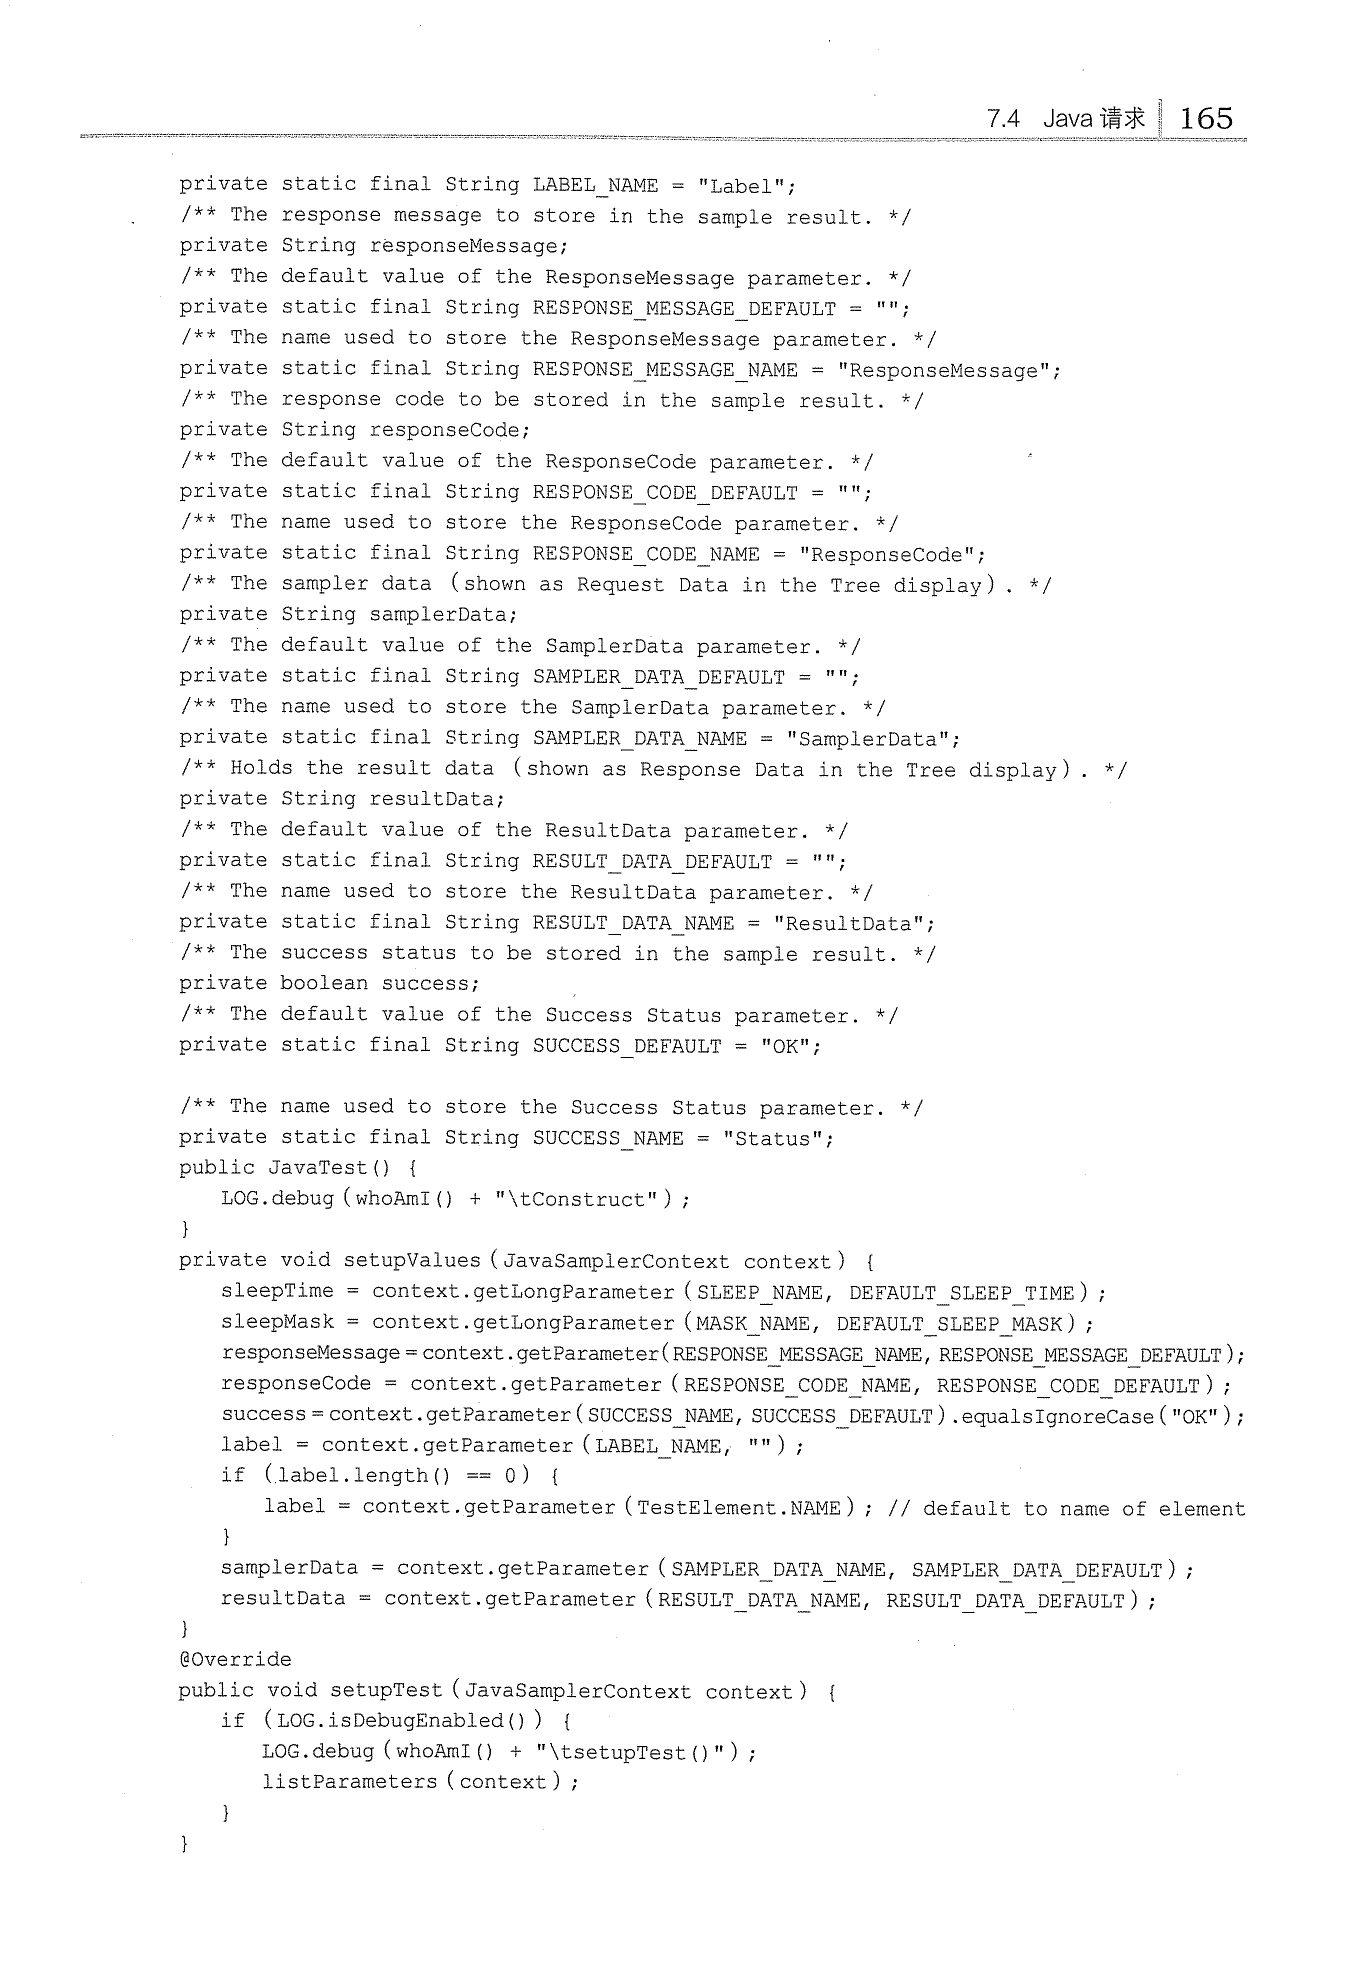 7.4 Java 请求 165
private static final String LABEL_NAME = "Label";
/** The response message to store in the sample result. */
private String responseMessage;
/** The default value of the ResponseMessage parameter. */
private static final String RESPONSE_MESSAGE_DEFAULT = "";
/** The name used to store the ResponseMessage parameter. */
private static final String RESPONSE_MESSAGE_NAME = "ResponseMessage";
/** The response code to be stored in the sample result. */
private String responseCode;
/** The default value of the ResponseCode parameter. */
private static final String RESPONSE_CODE_DEFAULT = "";
/** The name used to store the ResponseCode parameter. */
private static final String RESPONSE_CODE_NAME = "ResponseCode";
/** The sampler data (shown as Request Data in the Tree display). */
private String samplerData;
/** The default value of the SamplerData parameter. */
private static final String SAMPLER_DATA_DEFAULT = "";
/** The name used to store the SamplerData parameter. */
private static final String SAMPLER_DATA_NAME = "SamplerData";
/** Holds the result data (shown as Response Data in the Tree display). */
private String resultData;
/** The default value of the ResultData parameter. */
private static final String RESULT_DATA_DEFAULT = "";
/** The name used to store the ResultData parameter. */
private static final String RESULT_DATA_NAME = "ResultData";
/** The success status to be stored in the sample result. */
private boolean success;
/** The default value of the Success Status parameter. */
private static final String SUCCESS_DEFAULT = "OK";
/** The name used to store the Success Status parameter. */
private static final String SUCCESS_NAME = "Status";
public JavaTest() {
LOG.debug(whoAmI() + "\tConstruct");
}
private void setupValues(JavaSamplerContext context) {
sleepTime = context.getLongParameter(SLEEP_NAME, DEFAULT_SLEEP_TIME);
sleepMask = context.getLongParameter(MASK_NAME, DEFAULT_SLEEP_MASK);
responseMessage=context.getParameter(RESPONSE_MESSAGE_NAME,RESPONSE_MESSAGE_DEFAULT);
responseCode = context.getParameter(RESPONSE_CODE_NAME, RESPONSE_CODE_DEFAULT);
success=context.getParameter(SUCCESS_NAME,SUCCESS_DEFAULT).equalsIgnoreCase("OK");
label = context.getParameter(LABEL_NAME, "");
if (label.length() == 0) {
label = context.getParameter(TestElement.NAME); // default to name of element
}
samplerData = context.getParameter(SAMPLER_DATA_NAME, SAMPLER_DATA_DEFAULT);
resultData = context.getParameter(RESULT_DATA_NAME, RESULT_DATA_DEFAULT);
}
@Override
public void setupTest(JavaSamplerContext context) {
if (LOG.isDebugEnabled()) {
LOG.debug(whoAmI() + "\tsetupTest()");
listParameters(context);
}
}